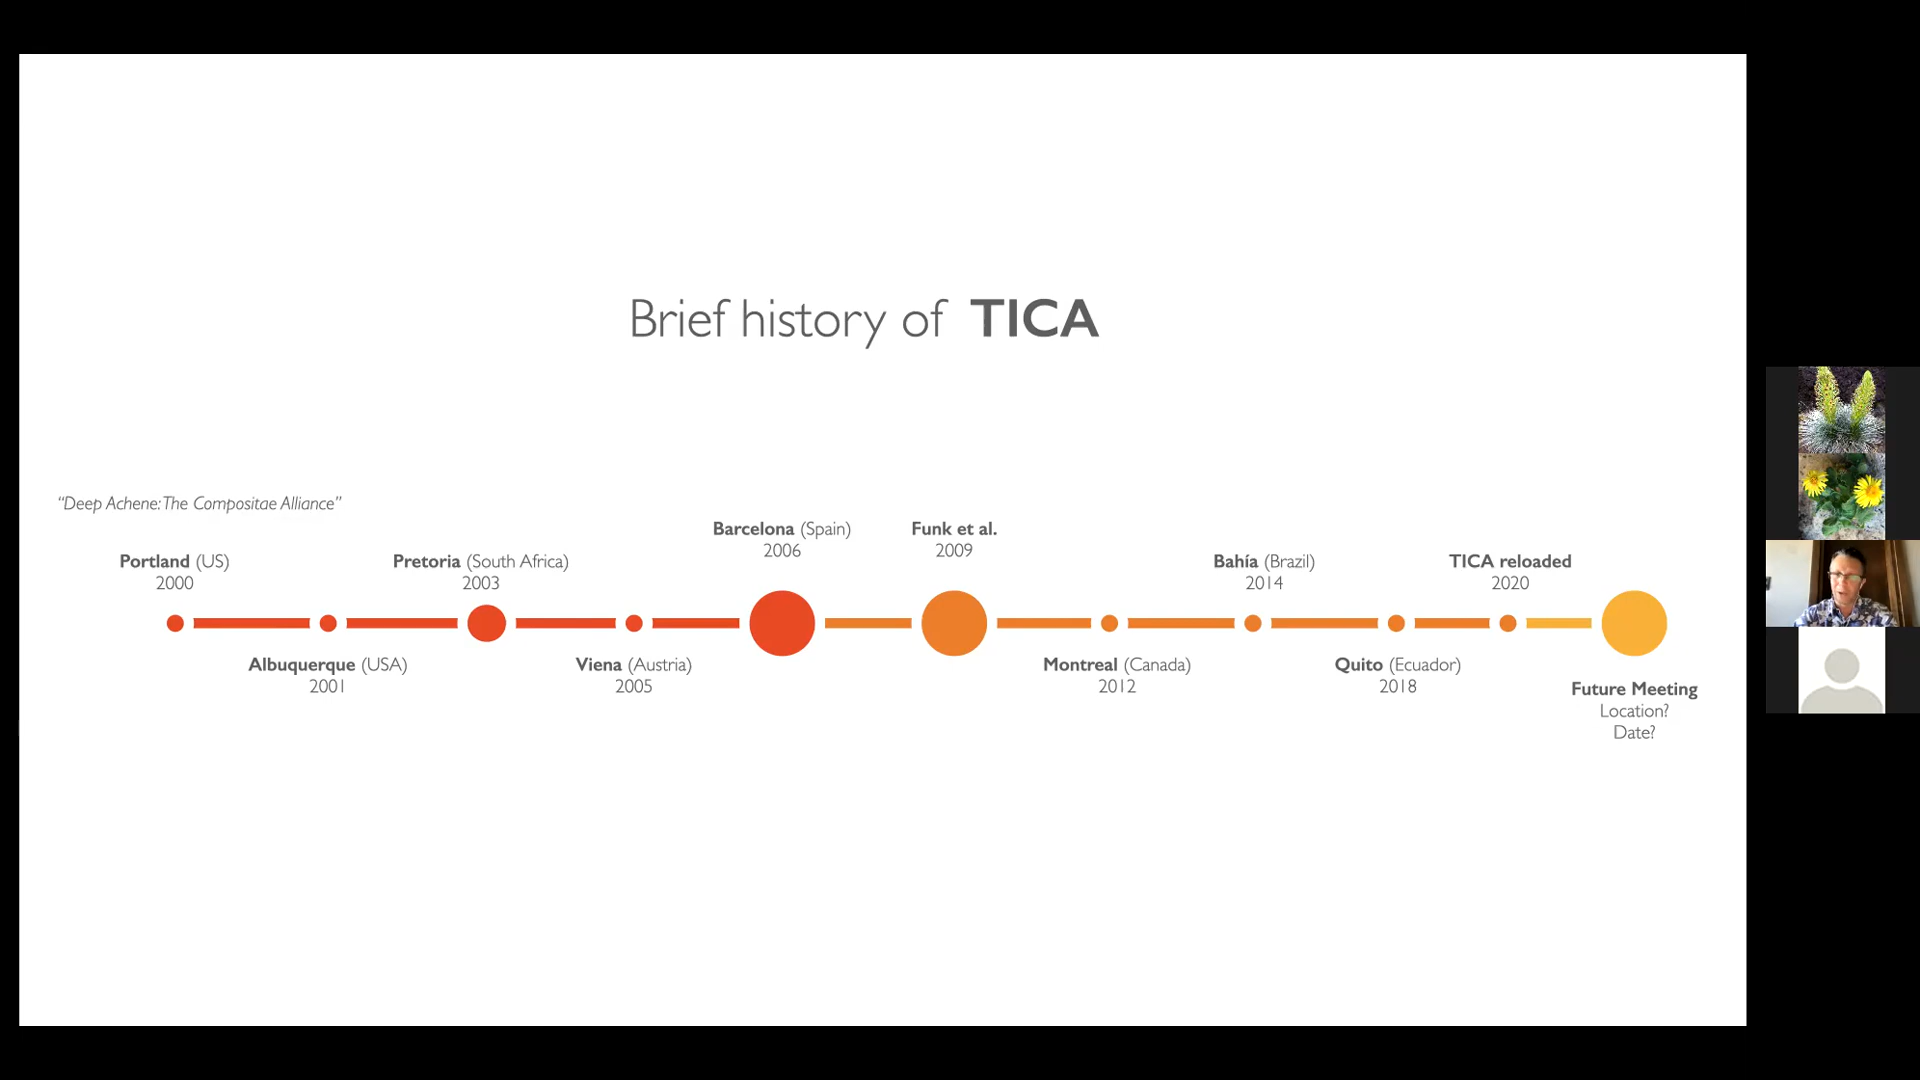 Brief history of TICA
“Deep Achene: The Compositae Alliance”
Portland (US)
2000
Albuquerque (USA)
2001
Pretoria (South Africa)
2003
Viena (Austria)
2005
Barcelona (Spain)
2006
Funk et al.
2009
Montreal (Canada)
2012
Bahía (Brazil)
2014
Quito (Ecuador)
2018
TICA reloaded
2020
Future Meeting
Location?
Date?